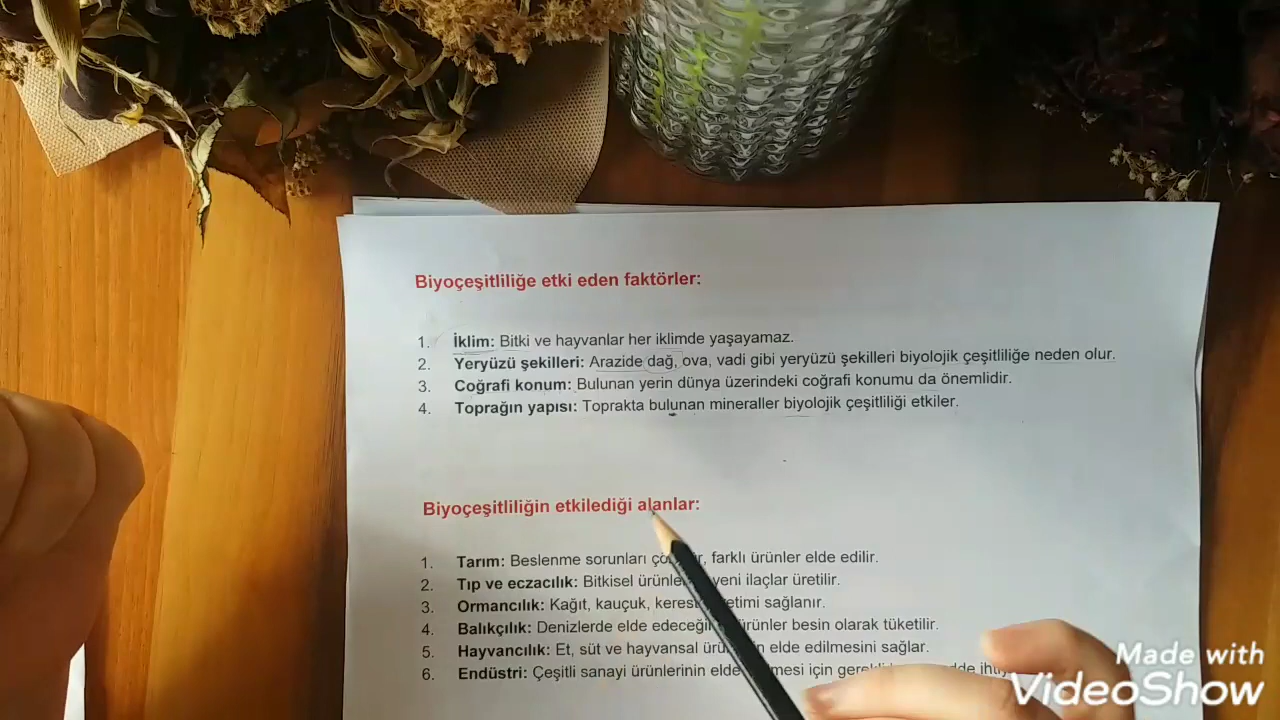 Biyoçeşitliliğe etki eden faktörler:
1. İklim: Bitki ve hayvanlar her iklimde yaşayamaz.
2. Yeryüzü şekilleri: Arazide dağ, ova, vadi gibi yeryüzü şekilleri biyolojik çeşitliliğe neden olur.
3. Coğrafi konum: Bulunan yerin dünya üzerindeki coğrafi konumu da önemlidir.
4. Toprağın yapısı: Toprakta bulunan mineraller biyolojik çeşitliliği etkiler.
Biyoçeşitliliğin etkilediği alanlar:
1. Tarım: Beslenme sorunları farklı ürünler elde edilir.
2. Tıp ve eczacılık: Bitkisel yeni ilaçlar üretilir.
3. Ormancılık: Kağıt, kauçuk, sağlanır.
4. Balıkçılık: Denizlerde elde ürünler besin olarak tüketilir.
5. Hayvancılık: Et, süt ve hayvansal elde edilmesini sağlar.
6. Endüstri: Çeşitli sanayi ürünlerinin için
Made with
VideoShow